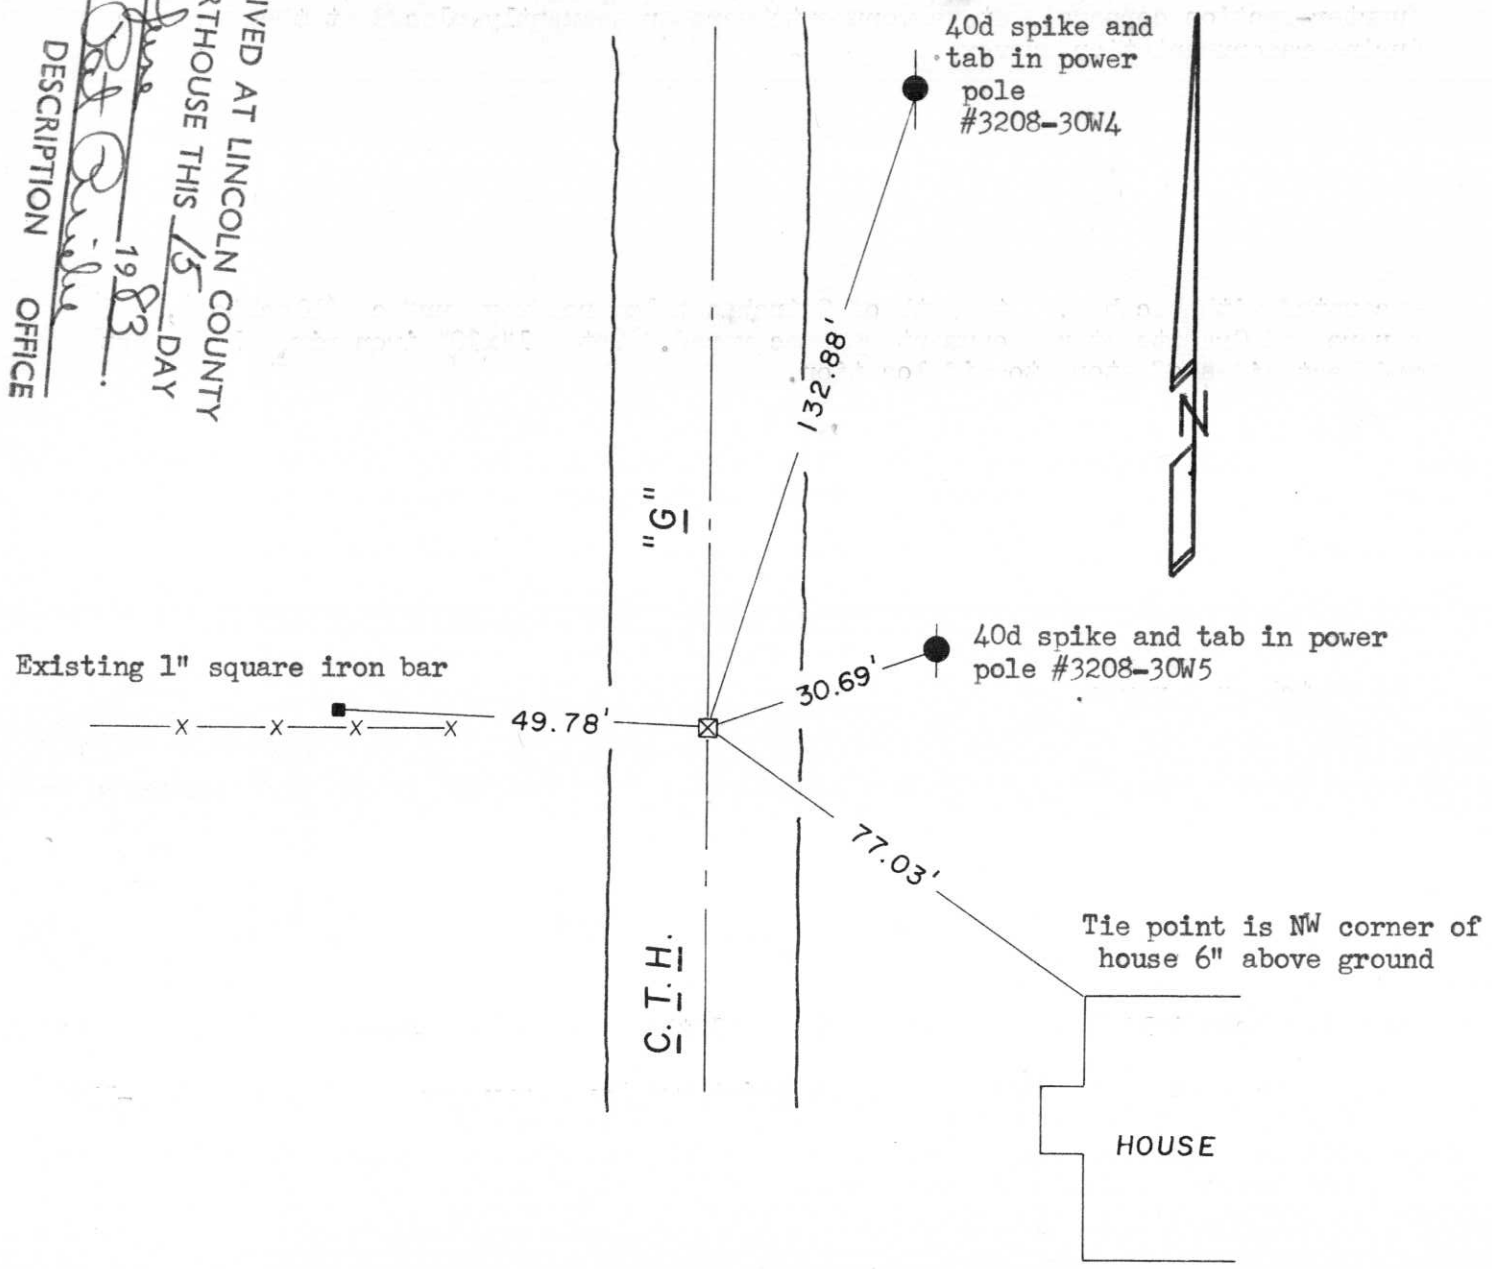 IVED AT LINCOLN COUNTY
RTHOUSE THIS 15 DAY
June 1983.
DESCRIPTION OFFICE
40d spike and
tab in power
pole
#3208-30W4
132.88'
N
"G"
40d spike and tab in power
pole #3208-30W5
30.69'
Existing 1" square iron bar
49.78'
X X X X
77.03'
Tie point is NW corner of
house 6" above ground
C. T. H.
HOUSE